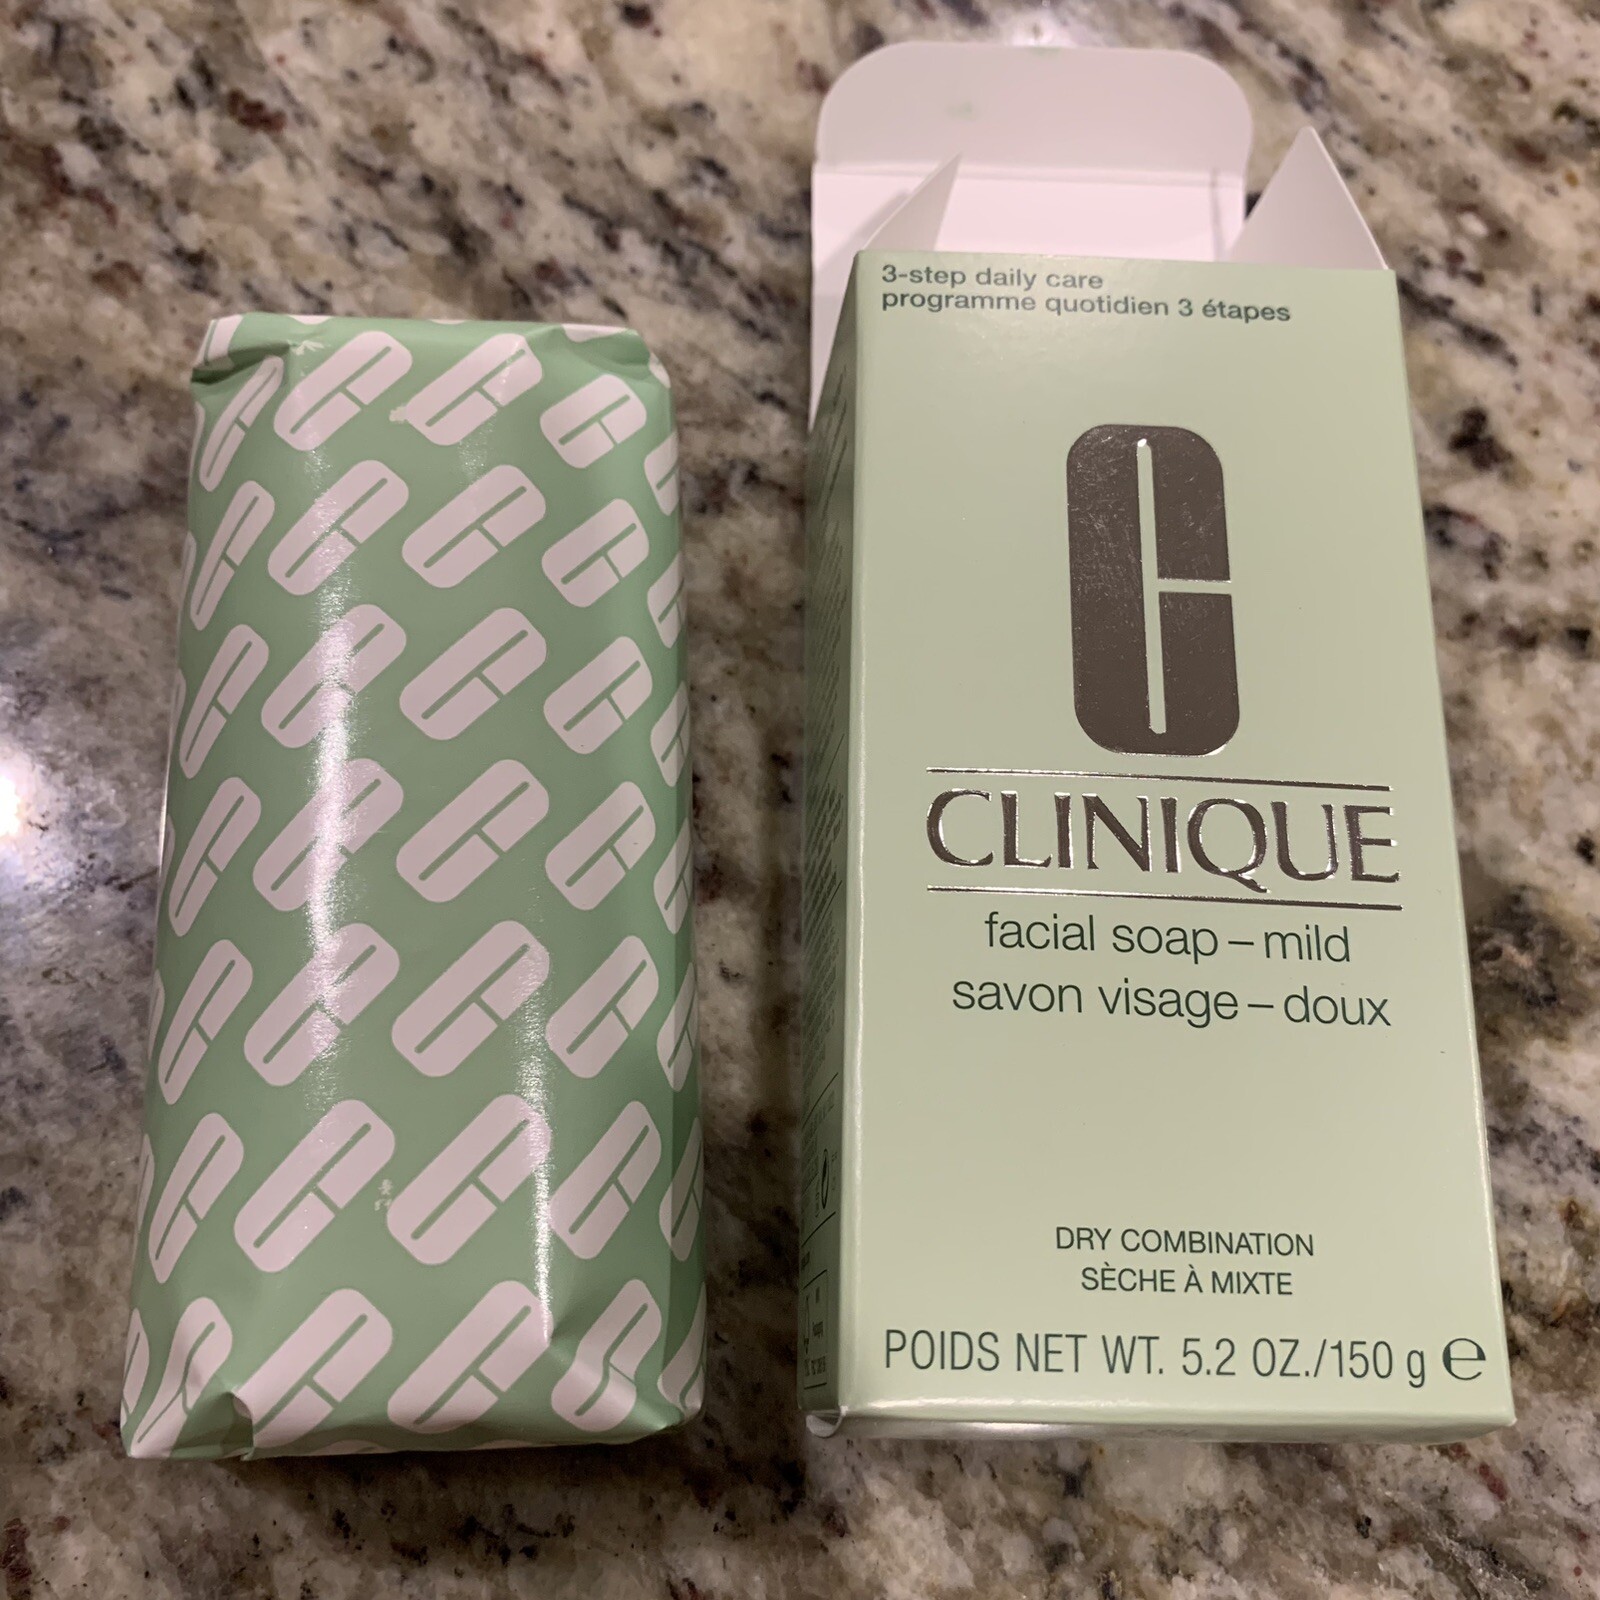 3-step daily care
programme quotidien 3 étapes
C
CLINIQUE
facial soap – mild
savon visage – doux
DRY COMBINATION
SÈCHE À MIXTE
POIDS NET WT. 5.2 OZ./150 g ℮